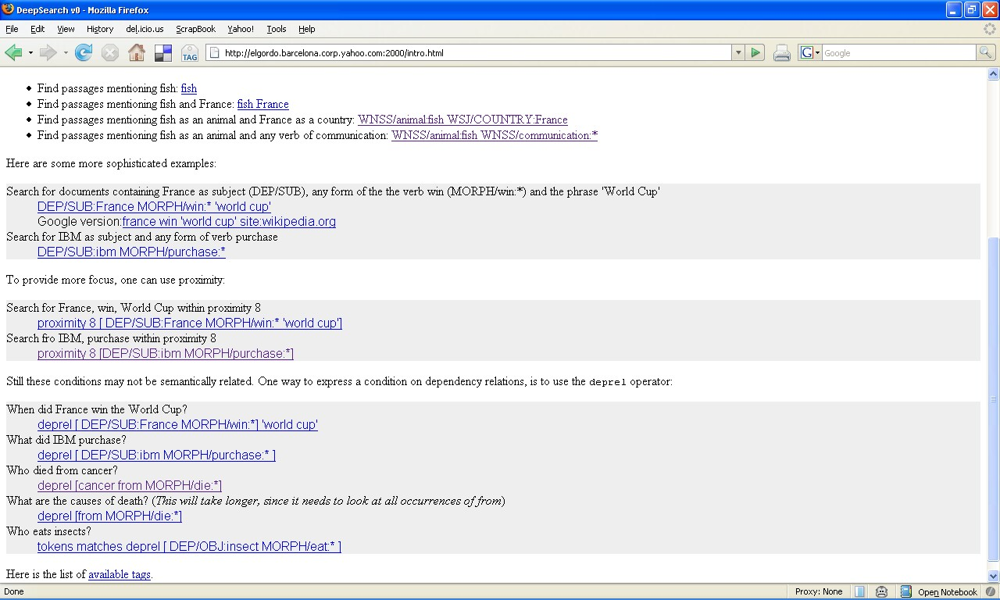 DeepSearch v0 - Mozilla Firefox
File Edit View History del.icio.us ScrapBook Yahoo! Tools Help
TAG http://elgordo.barcelona.corp.yahoo.com:2000/intro.html G Google
Find passages mentioning fish: fish
Find passages mentioning fish and France: fish France
Find passages mentioning fish as an animal and France as a country: WNSS/animal:fish WSJ/COUNTRY:France
Find passages mentioning fish as an animal and any verb of communication: WNSS/animal:fish WNSS/communication:*
Here are some more sophisticated examples:
Search for documents containing France as subject (DEP/SUB), any form of the the verb win (MORPH/win:*) and the phrase 'World Cup'
DEP/SUB:France MORPH/win:* 'world cup'
Google version:france win 'world cup' site:wikipedia.org
Search for IBM as subject and any form of verb purchase
DEP/SUB:ibm MORPH/purchase:*
To provide more focus, one can use proximity:
Search for France, win, World Cup within proximity 8
proximity 8 [ DEP/SUB:France MORPH/win:* 'world cup']
Search fro IBM, purchase within proximity 8
proximity 8 [DEP/SUB:ibm MORPH/purchase:*]
Still these conditions may not be semantically related. One way to express a condition on dependency relations, is to use the deprel operator:
When did France win the World Cup?
deprel [ DEP/SUB:France MORPH/win:*] 'world cup'
What did IBM purchase?
deprel [ DEP/SUB:ibm MORPH/purchase:* ]
Who died from cancer?
deprel [cancer from MORPH/die:*]
What are the causes of death? (This will take longer, since it needs to look at all occurrences of from)
deprel [from MORPH/die:*]
Who eats insects?
tokens matches deprel [ DEP/OBJ:insect MORPH/eat:* ]
Here is the list of available tags.
Done Proxy: None Open Notebook